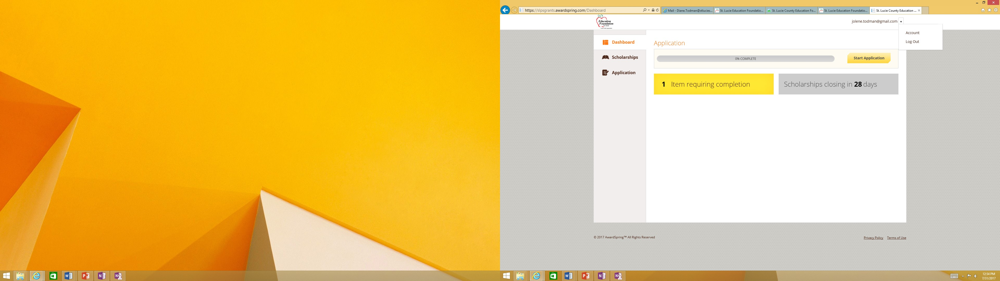 https://slpsgrants.awardspring.com/Dashboard
Mail - Diane.Todman@stlucies...
St. Lucie Education Foundatio...
St. Lucie County Education Fo...
St. Lucie Education Foundatio...
St. Lucie County Education ...
Education
Foundation
St. Lucie
jolene.todman@gmail.com
Account
Log Out
Dashboard
Scholarships
Application
Application
0% COMPLETE
Start Application
1 Item requiring completion
Scholarships closing in 28 days
© 2017 AwardSpring™ All Rights Reserved
Privacy Policy
Terms of Use
12:54 PM
7/31/2017